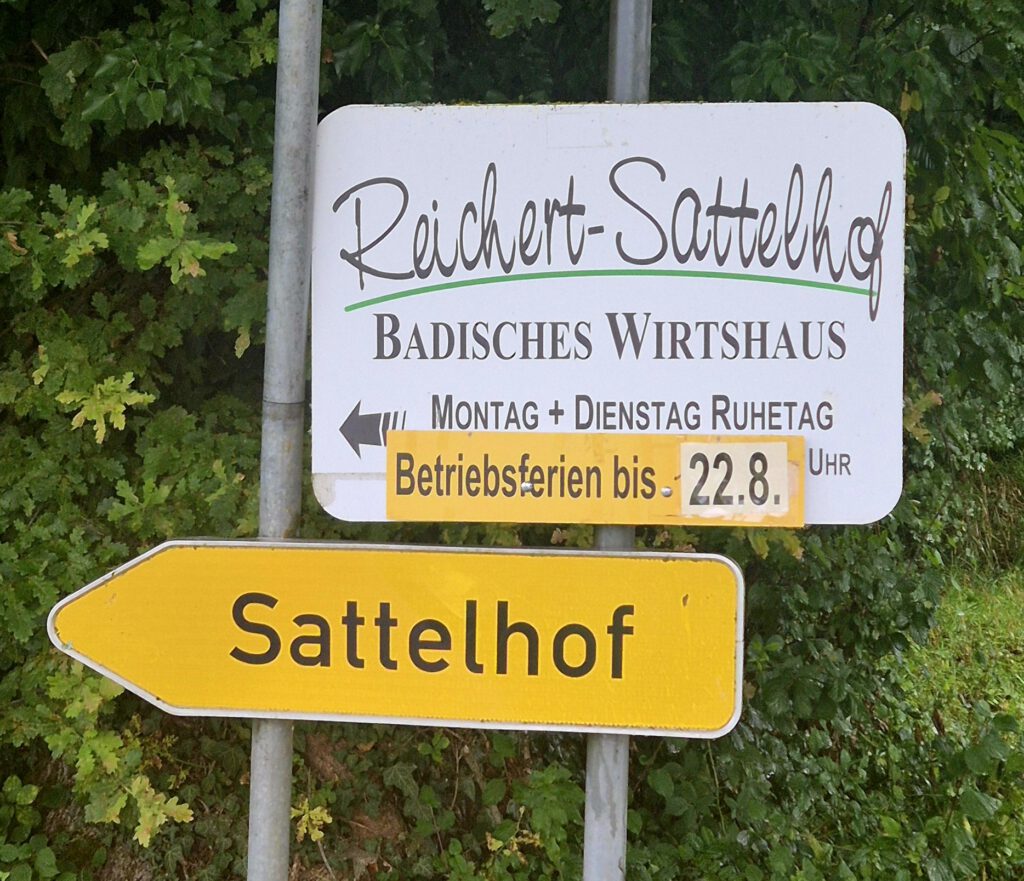 Reichert-Sattelhof
BADISCHES WIRTSHAUS
MONTAG + DIENSTAG RUHETAG
UHR
Betriebsferien bis 22.8.
Sattelhof